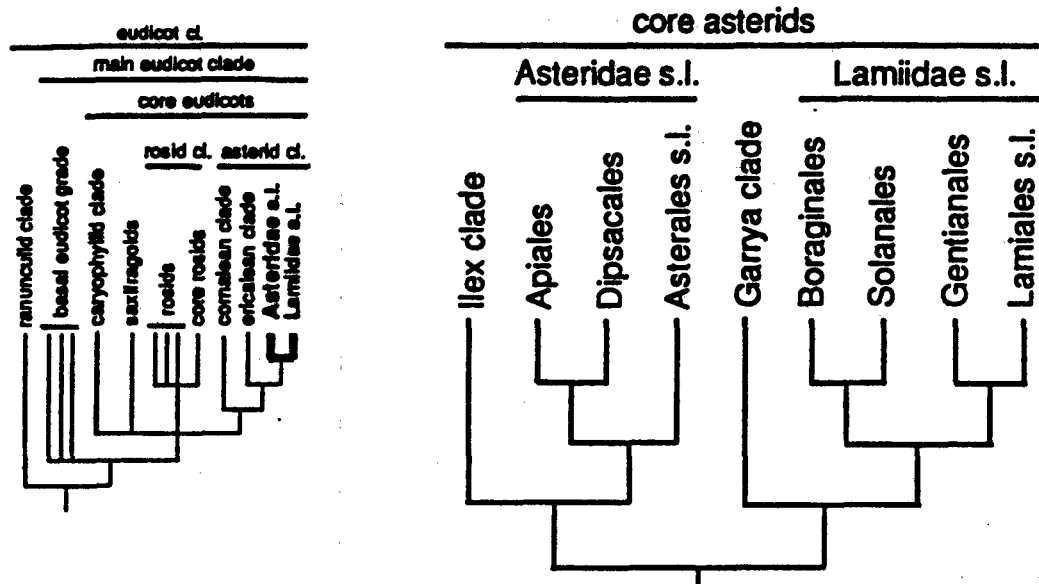 eudicot cl.
main eudicot clade
core eudicots
rosid cl.
asterid cl.
ranunculid clade
basal eudicot grade
caryophyllid clade
saxifragoids
rosids
core rosids
cornalean clade
ericalean clade
Asteridae s.l.
Lamiidae s.l.
core asterids
Asteridae s.l.
Lamiidae s.l.
Ilex clade
Apiales
Dipsacales
Asterales s.l.
Garrya clade
Boraginales
Solanales
Gentianales
Lamiales s.l.